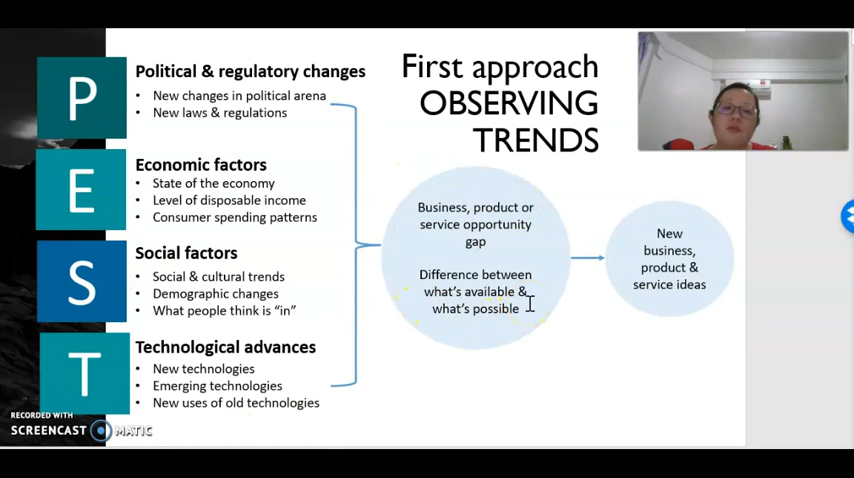 First approach
OBSERVING
TRENDS
P
Political & regulatory changes
• New changes in political arena
• New laws & regulations
E
Economic factors
• State of the economy
• Level of disposable income
• Consumer spending patterns
S
Social factors
• Social & cultural trends
• Demographic changes
• What people think is “in”
T
Technological advances
• New technologies
• Emerging technologies
• New uses of old technologies
Business, product or
service opportunity
gap
Difference between
what’s available &
what’s possible
New
business,
product &
service ideas
RECORDED WITH
SCREENCAST MATIC